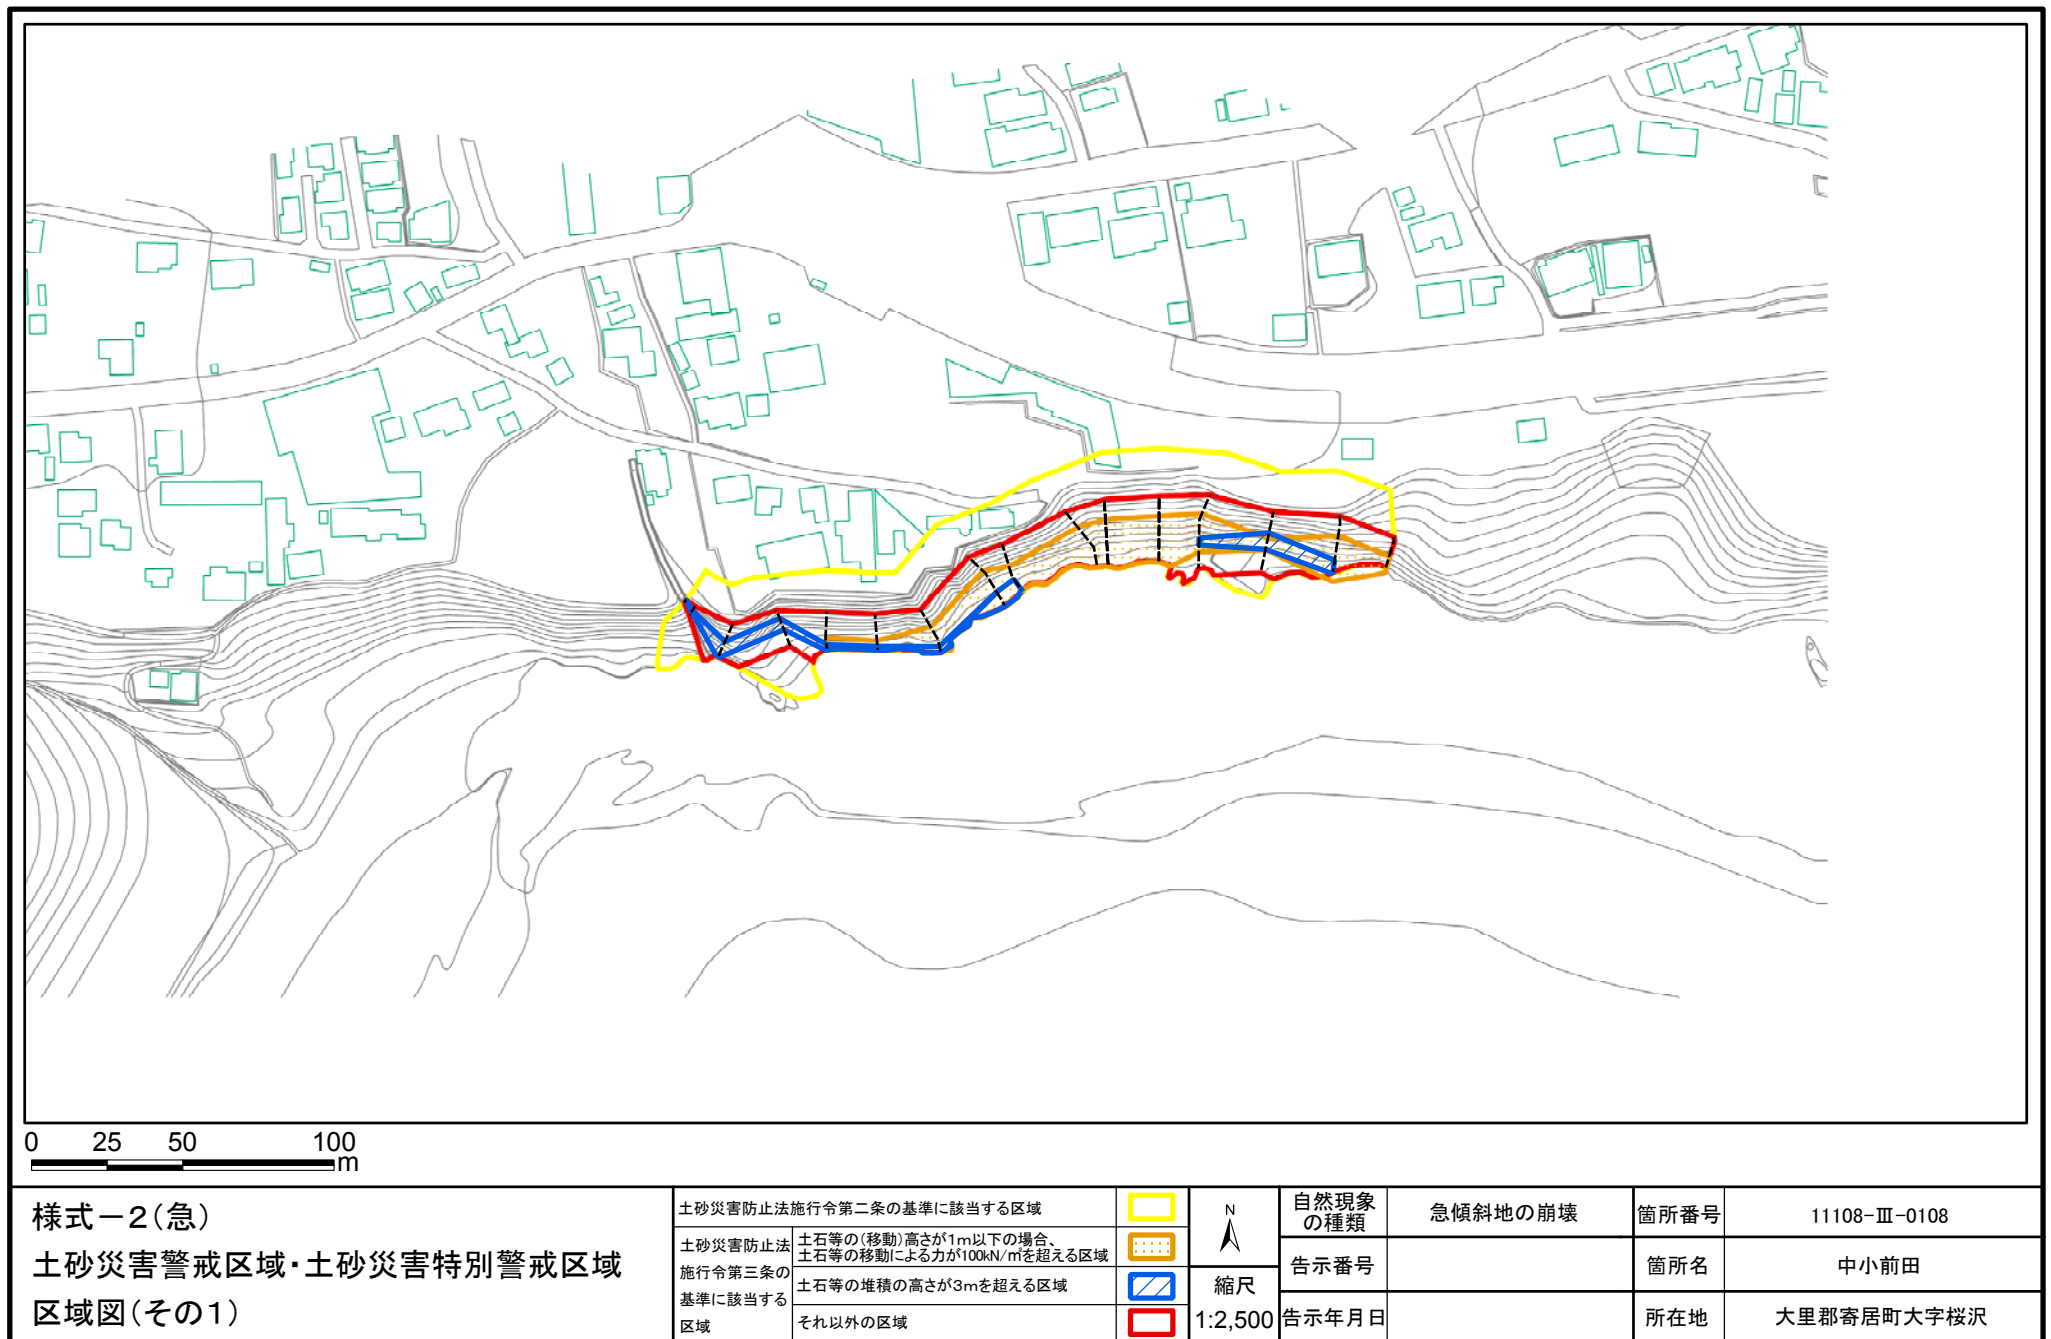 0 25 50 100
m
様式－2(急)
土砂災害警戒区域・土砂災害特別警戒区域
区域図(その1)
土砂災害防止法施行令第二条の基準に該当する区域
土砂災害防止法
施行令第三条の
基準に該当する
区域
土石等の(移動)高さが1m以下の場合、
土石等の移動による力が100kN/㎡を超える区域
土石等の堆積の高さが3mを超える区域
それ以外の区域
N
縮尺
1:2,500
自然現象
の種類
急傾斜地の崩壊
箇所番号
11108-Ⅲ-0108
告示番号
箇所名
中小前田
告示年月日
所在地
大里郡寄居町大字桜沢